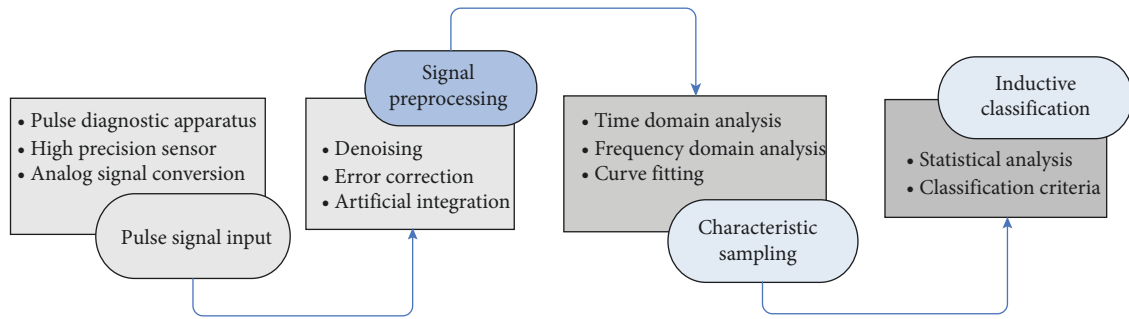 • Pulse diagnostic apparatus
• High precision sensor
• Analog signal conversion
Pulse signal input
Signal
preprocessing
• Denoising
• Error correction
• Artificial integration
• Time domain analysis
• Frequency domain analysis
• Curve fitting
Characteristic
sampling
Inductive
classification
• Statistical analysis
• Classification criteria